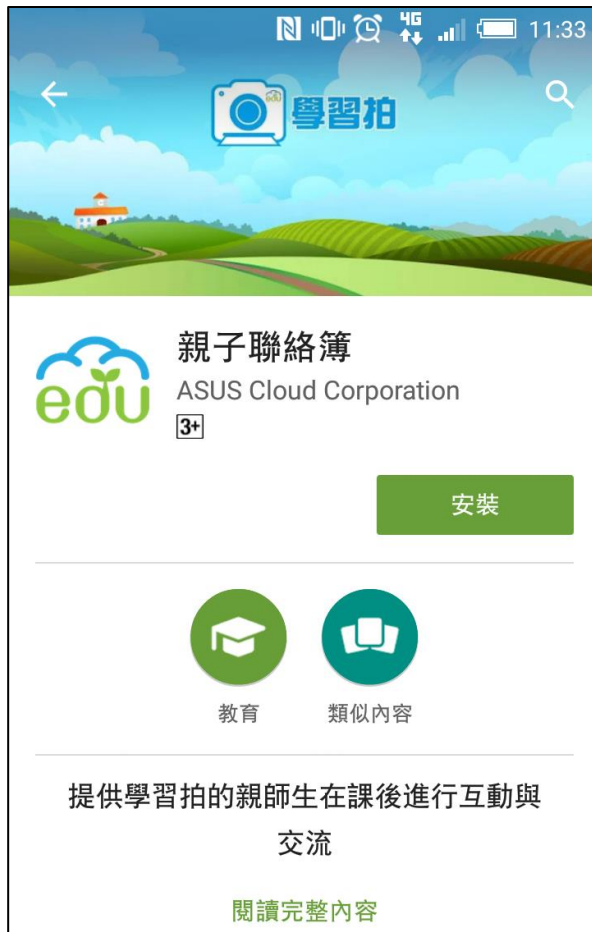 4G 11:33
學習拍
親子聯絡簿
edu
ASUS Cloud Corporation
3+
安裝
教育 類似內容
提供學習拍的親師生在課後進行互動與
交流
閱讀完整內容